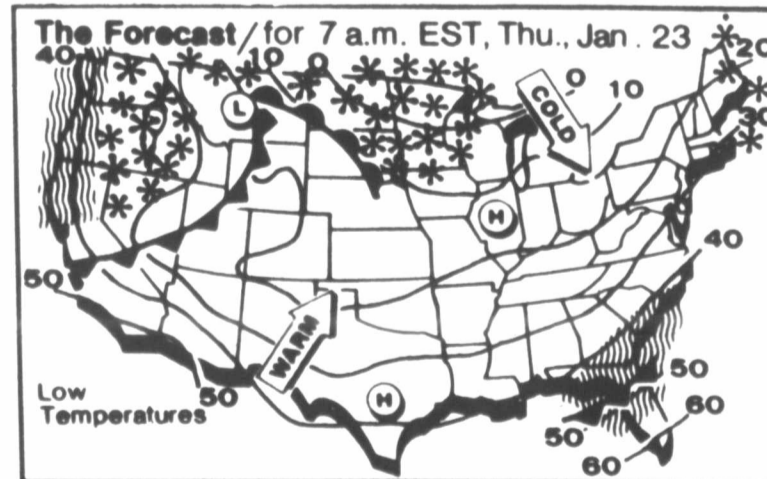 The Forecast/for 7 a.m. EST, Thu., Jan. 23
40
10
0
0
10
20
30
L
COLD
H
40
50
WARM
50
H
Low
Temperatures
50
50
60
60